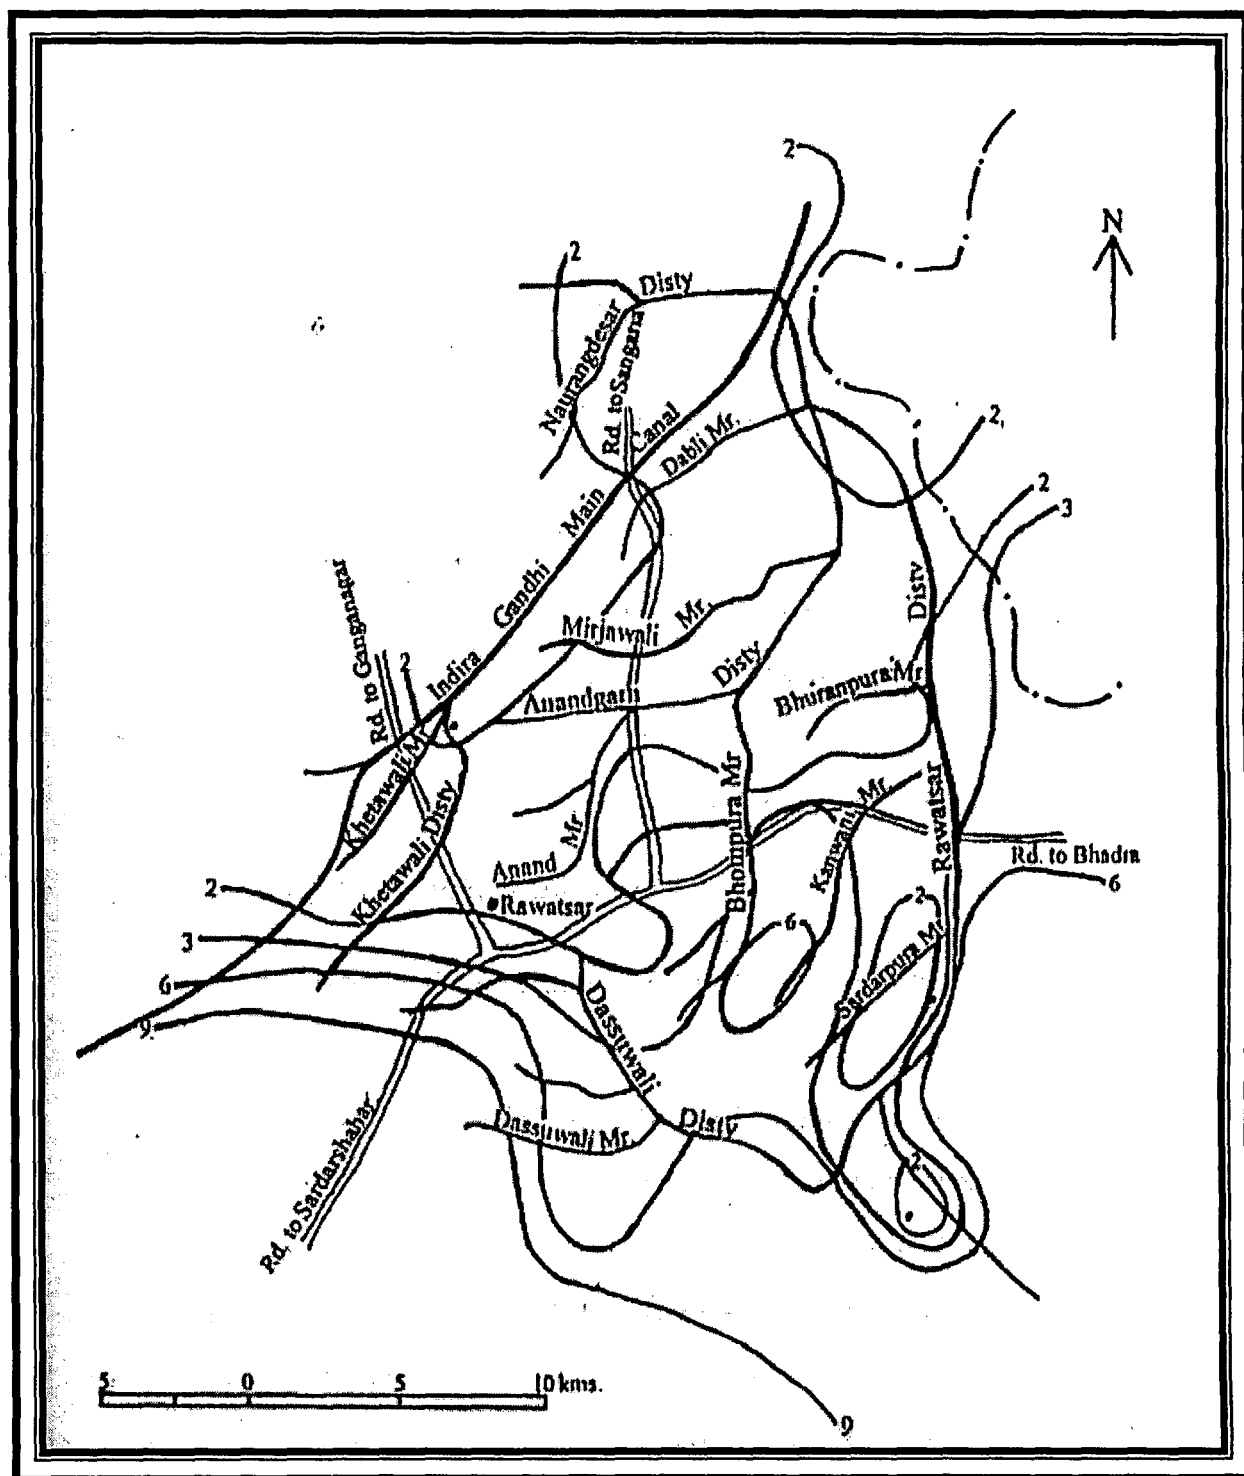 2
N
2
Disty
Naurangdesar
Rd. to Sangaria
Canal
Dabli Mr.
2
2
3
Main
Gandhi
Indira
Rd. to Ganganagar
2
Disty
Mirjawali Mr.
Anandgarh Disty
Bhuranpura Mr
Khetawali Mr
Khetawali Disty
Anand Mr
Bhompura Mr
Kanwani Mr.
Rawatsar
Rd. to Bhadra
6
2
Rawatsar
3
6
9
6
2
Sardarpura Mr
Dassuwali
Disty
Dassuwali Mr.
2
Rd. to Sardarshahar
5 0 5 10 kms.
9